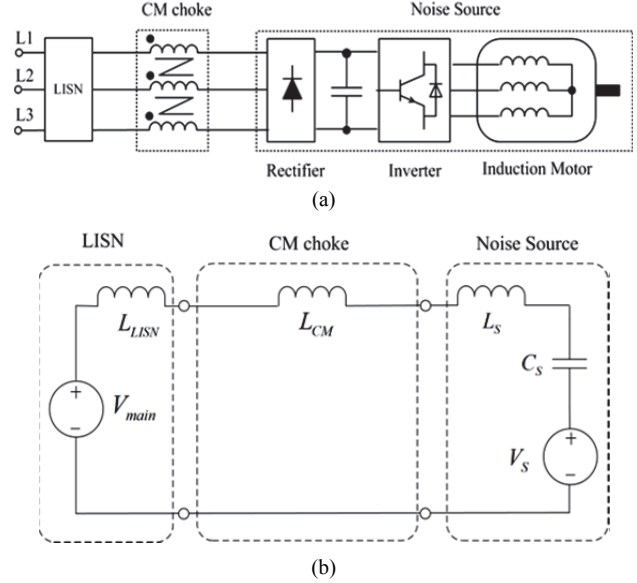 CM choke
Noise Source
L1
L2
L3
LISN
Rectifier
Inverter
Induction Motor
(a)
LISN
CM choke
Noise Source
L_LISN
L_CM
L_S
C_S
+
V_main
−
+
V_S
−
(b)